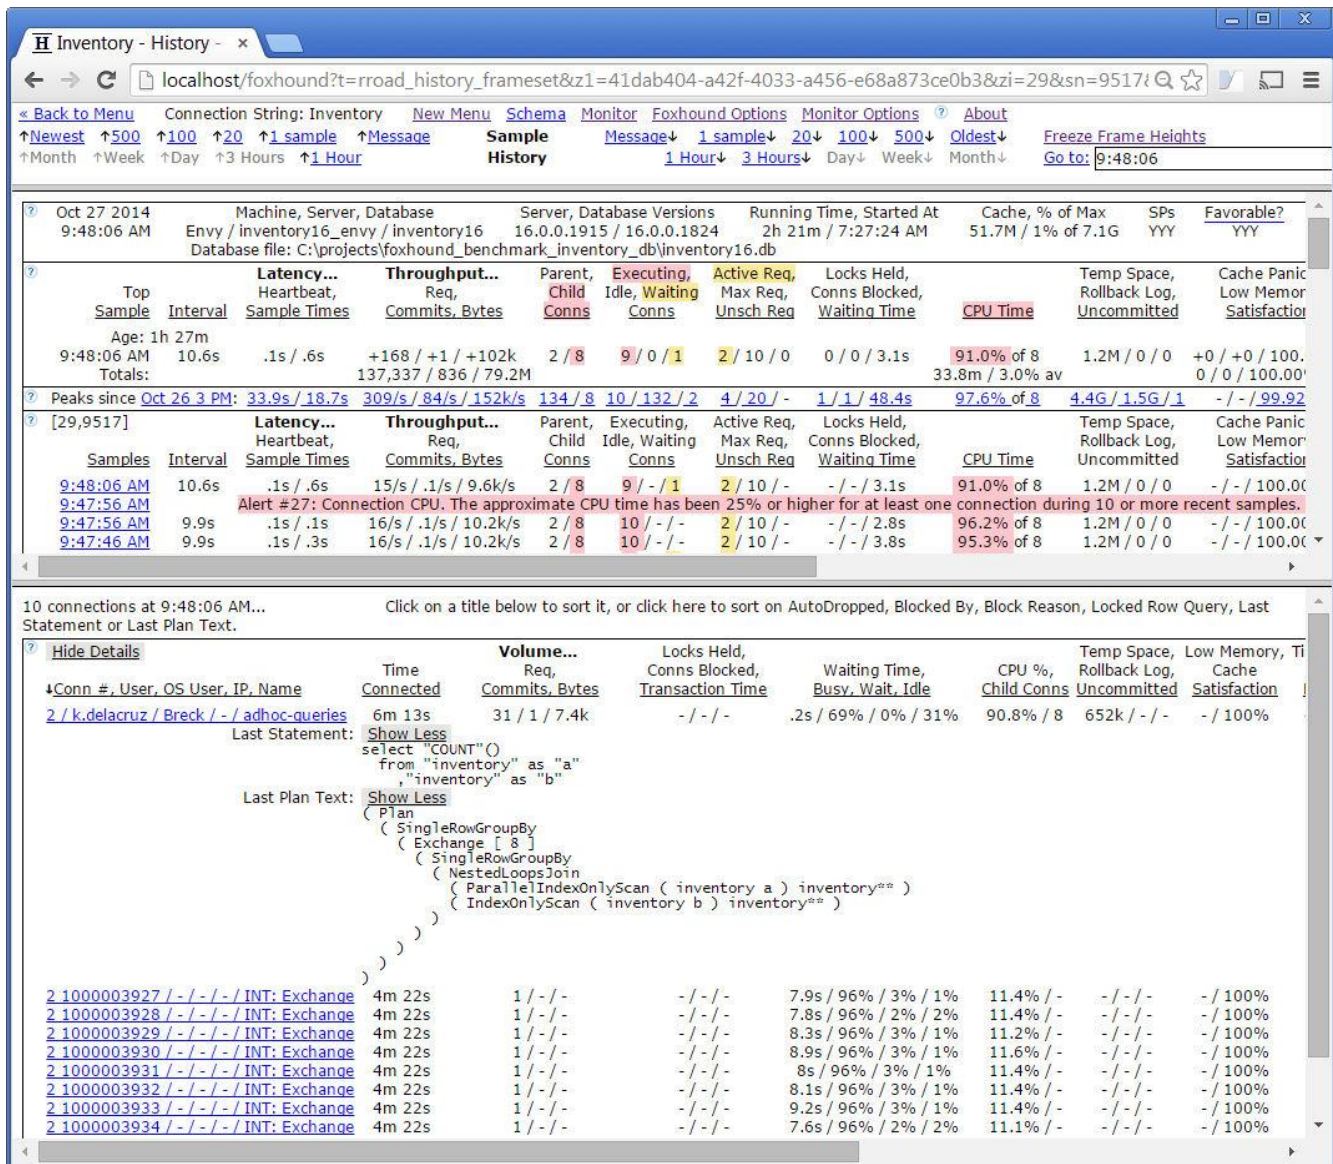 Inventory - History - ×
localhost/foxhound?t=rroad_history_frameset&z1=41dab404-a42f-4033-a456-e68a873ce0b3&zi=29&sn=9517&
« Back to Menu Connection String: Inventory New Menu Schema Monitor Foxhound Options Monitor Options ? About
↑Newest ↑500 ↑100 ↑20 ↑1 sample ↑Message Sample Message↓ 1 sample↓ 20↓ 100↓ 500↓ Oldest↓ Freeze Frame Heights
↑Month ↑Week ↑Day ↑3 Hours ↑1 Hour History 1 Hour↓ 3 Hours↓ Day↓ Week↓ Month↓ Go to: 9:48:06
? Oct 27 2014 Machine, Server, Database Server, Database Versions Running Time, Started At Cache, % of Max SPs Favorable?
9:48:06 AM Envy / inventory16_envy / inventory16 16.0.0.1915 / 16.0.0.1824 2h 21m / 7:27:24 AM 51.7M / 1% of 7.1G YYY YYY
Database file: C:\projects\foxhound_benchmark_inventory_db\inventory16.db
? Latency... Throughput... Parent, Executing, Active Req, Locks Held, Temp Space, Cache Panic
Top Heartbeat, Req, Child Idle, Waiting Max Req, Conns Blocked, Rollback Log, Low Memor
Sample Interval Sample Times Commits, Bytes Conns Conns Unsch Req Waiting Time CPU Time Uncommitted Satisfaction
Age: 1h 27m
9:48:06 AM 10.6s .1s / .6s +168 / +1 / +102k 2 / 8 9 / 0 / 1 2 / 10 / 0 0 / 0 / 3.1s 91.0% of 8 1.2M / 0 / 0 +0 / +0 / 100.
Totals: 137,337 / 836 / 79.2M 33.8m / 3.0% av 0 / 0 / 100.00
? Peaks since Oct 26 3 PM: 33.9s / 18.7s 309/s / 84/s / 152k/s 134 / 8 10 / 132 / 2 4 / 20 / - 1 / 1 / 48.4s 97.6% of 8 4.4G / 1.5G / 1 - / - / 99.92
? [29,9517] Latency... Throughput... Parent, Executing, Active Req, Locks Held, Temp Space, Cache Panic
Heartbeat, Req, Child Idle, Waiting Max Req, Conns Blocked, Rollback Log, Low Memor
Samples Interval Sample Times Commits, Bytes Conns Conns Unsch Req Waiting Time CPU Time Uncommitted Satisfaction
9:48:06 AM 10.6s .1s / .6s 15/s / .1/s / 9.6k/s 2 / 8 9 / - / 1 2 / 10 / - - / - / 3.1s 91.0% of 8 1.2M / 0 / 0 - / - / 100.00
9:47:56 AM Alert #27: Connection CPU. The approximate CPU time has been 25% or higher for at least one connection during 10 or more recent samples.
9:47:56 AM 9.9s .1s / .1s 16/s / .1/s / 10.2k/s 2 / 8 10 / - / - 2 / 10 / - - / - / 2.8s 96.2% of 8 1.2M / 0 / 0 - / - / 100.00
9:47:46 AM 9.9s .1s / .3s 16/s / .1/s / 10.2k/s 2 / 8 10 / - / - 2 / 10 / - - / - / 3.8s 95.3% of 8 1.2M / 0 / 0 - / - / 100.00
10 connections at 9:48:06 AM... Click on a title below to sort it, or click here to sort on AutoDropped, Blocked By, Block Reason, Locked Row Query, Last
Statement or Last Plan Text.
? Hide Details Volume... Locks Held, Temp Space, Low Memory, Ti
Time Req, Conns Blocked, Waiting Time, CPU %, Rollback Log, Cache
↓Conn #, User, OS User, IP, Name Connected Commits, Bytes Transaction Time Busy, Wait, Idle Child Conns Uncommitted Satisfaction
2 / k.delacruz / Breck / - / adhoc-queries 6m 13s 31 / 1 / 7.4k - / - / - .2s / 69% / 0% / 31% 90.8% / 8 652k / - / - - / 100%
Last Statement: Show Less
select "COUNT"()
from "inventory" as "a"
,"inventory" as "b"
Last Plan Text: Show Less
( Plan
( SingleRowGroupBy
( Exchange [ 8 ]
( SingleRowGroupBy
( NestedLoopsJoin
( ParallelIndexOnlyScan ( inventory a ) inventory** )
( IndexOnlyScan ( inventory b ) inventory** )
)
)
)
)
)
2 1000003927 / - / - / - / INT: Exchange 4m 22s 1 / - / - - / - / - 7.9s / 96% / 3% / 1% 11.4% / - - / - / - - / 100%
2 1000003928 / - / - / - / INT: Exchange 4m 22s 1 / - / - - / - / - 7.8s / 96% / 2% / 2% 11.4% / - - / - / - - / 100%
2 1000003929 / - / - / - / INT: Exchange 4m 22s 1 / - / - - / - / - 8.3s / 96% / 3% / 1% 11.2% / - - / - / - - / 100%
2 1000003930 / - / - / - / INT: Exchange 4m 22s 1 / - / - - / - / - 8.9s / 96% / 3% / 1% 11.6% / - - / - / - - / 100%
2 1000003931 / - / - / - / INT: Exchange 4m 22s 1 / - / - - / - / - 8s / 96% / 3% / 1% 11.4% / - - / - / - - / 100%
2 1000003932 / - / - / - / INT: Exchange 4m 22s 1 / - / - - / - / - 8.1s / 96% / 3% / 1% 11.4% / - - / - / - - / 100%
2 1000003933 / - / - / - / INT: Exchange 4m 22s 1 / - / - - / - / - 9.2s / 96% / 3% / 1% 11.4% / - - / - / - - / 100%
2 1000003934 / - / - / - / INT: Exchange 4m 22s 1 / - / - - / - / - 7.6s / 96% / 2% / 2% 11.1% / - - / - / - - / 100%